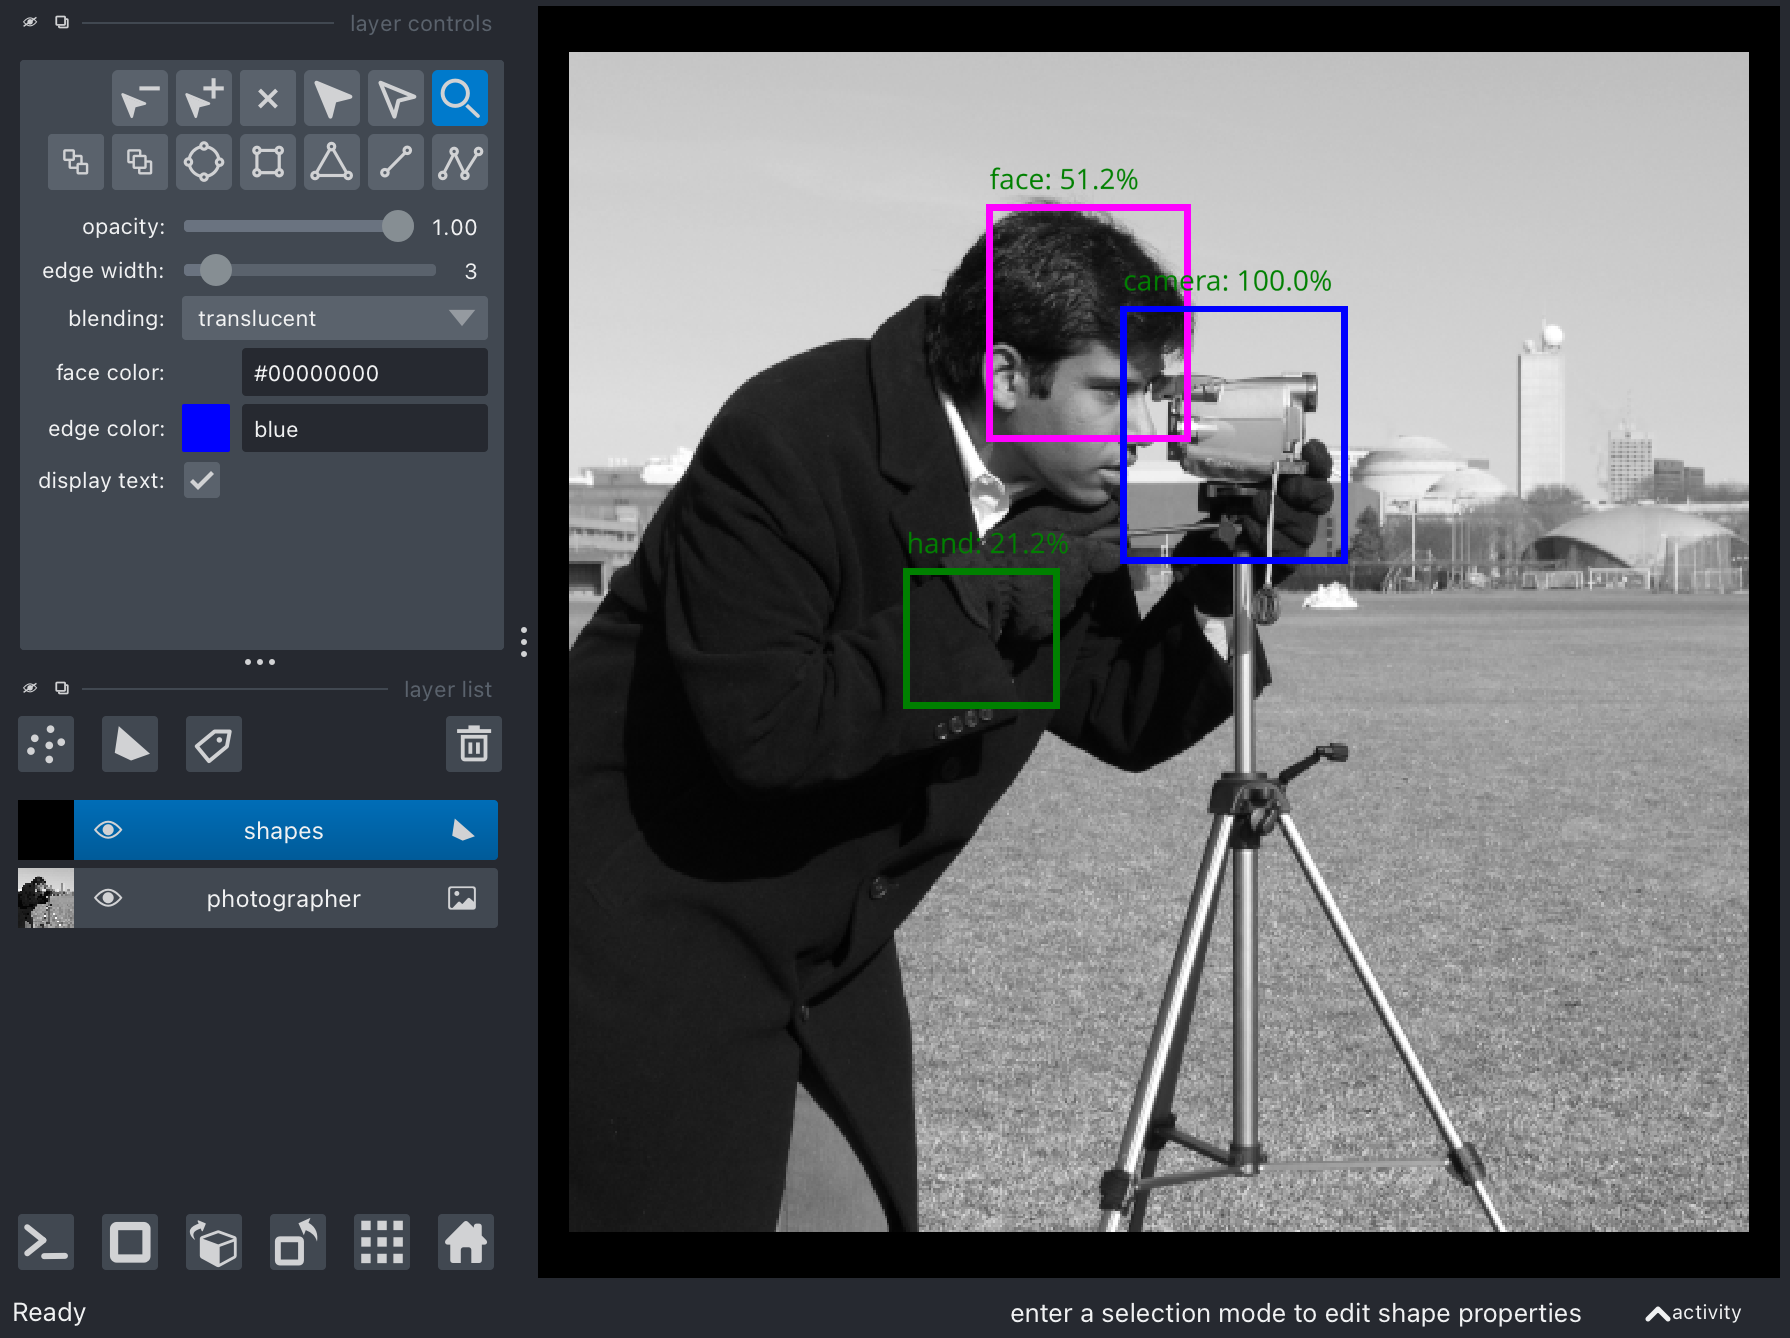 layer controls
opacity: 1.00
edge width: 3
blending: translucent
face color: #00000000
edge color: blue
display text:
layer list
shapes
photographer
face: 51.2%
camera: 100.0%
hand: 21.2%
Ready
enter a selection mode to edit shape properties
activity